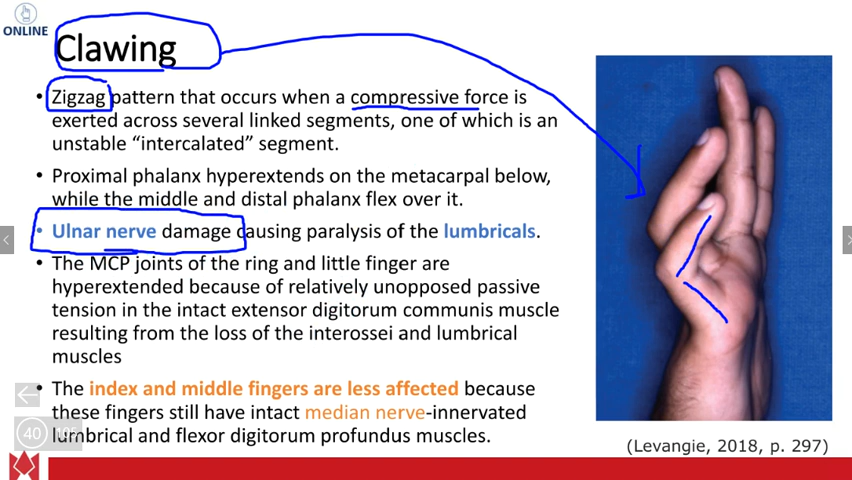 ONLINE
Clawing
• Zigzag pattern that occurs when a compressive force is
exerted across several linked segments, one of which is an
unstable “intercalated” segment.
• Proximal phalanx hyperextends on the metacarpal below,
while the middle and distal phalanx flex over it.
• Ulnar nerve damage causing paralysis of the lumbricals.
• The MCP joints of the ring and little finger are
hyperextended because of relatively unopposed passive
tension in the intact extensor digitorum communis muscle
resulting from the loss of the interossei and lumbrical
muscles
• The index and middle fingers are less affected because
these fingers still have intact median nerve-innervated
lumbrical and flexor digitorum profundus muscles.
40
105
(Levangie, 2018, p. 297)